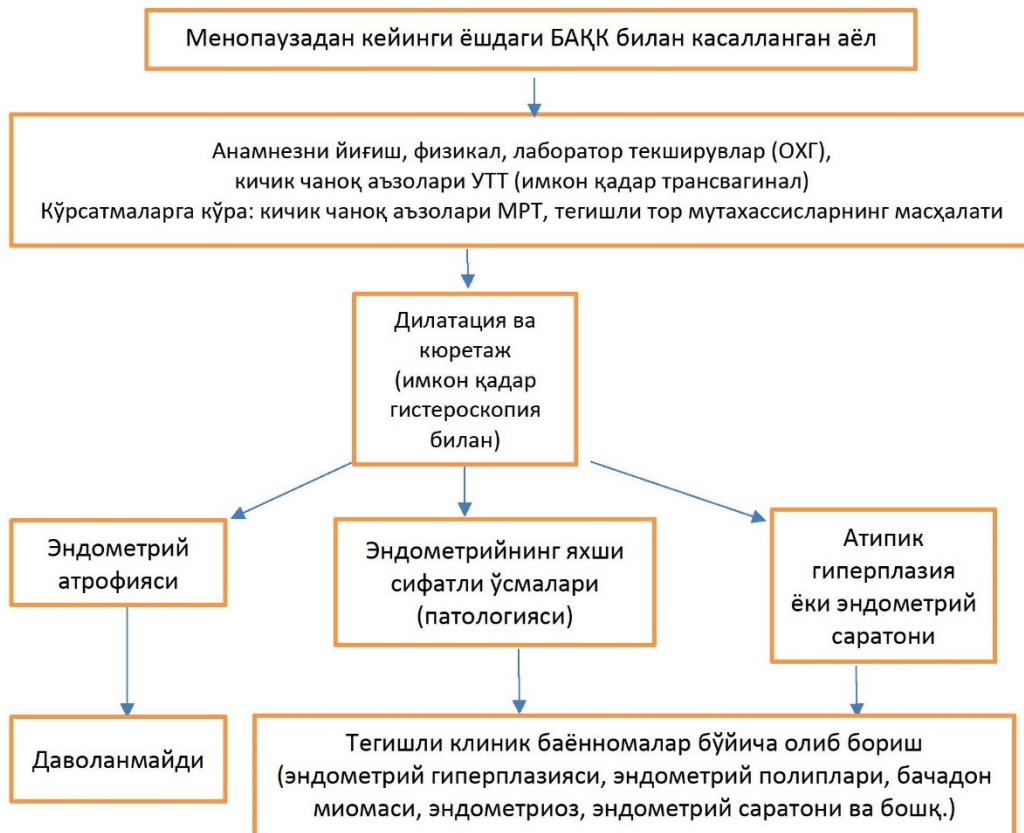 Менопаузадан кейинги ёшдаги БАҚК билан касалланган аёл
Анамнезни йиғиш, физикал, лаборатор текширувлар (ОХГ),
кичик чаноқ аъзолари УТТ (имкон қадар трансвагинал)
Кўрсатмаларга кўра: кичик чаноқ аъзолари МРТ, тегишли тор мутахассисларнинг масҳалати
Дилатация ва
кюретаж
(имкон қадар
гистероскопия
билан)
Эндометрий
атрофияси
Эндометрийнинг яхши
сифатли ўсмалари
(патологияси)
Атипик
гиперплазия
ёки эндометрий
саратони
Даволанмайди
Тегишли клиник баённомалар бўйича олиб бориш
(эндометрий гиперплазияси, эндометрий полиплари, бачадон
миомаси, эндометриоз, эндометрий саратони ва бошқ.)